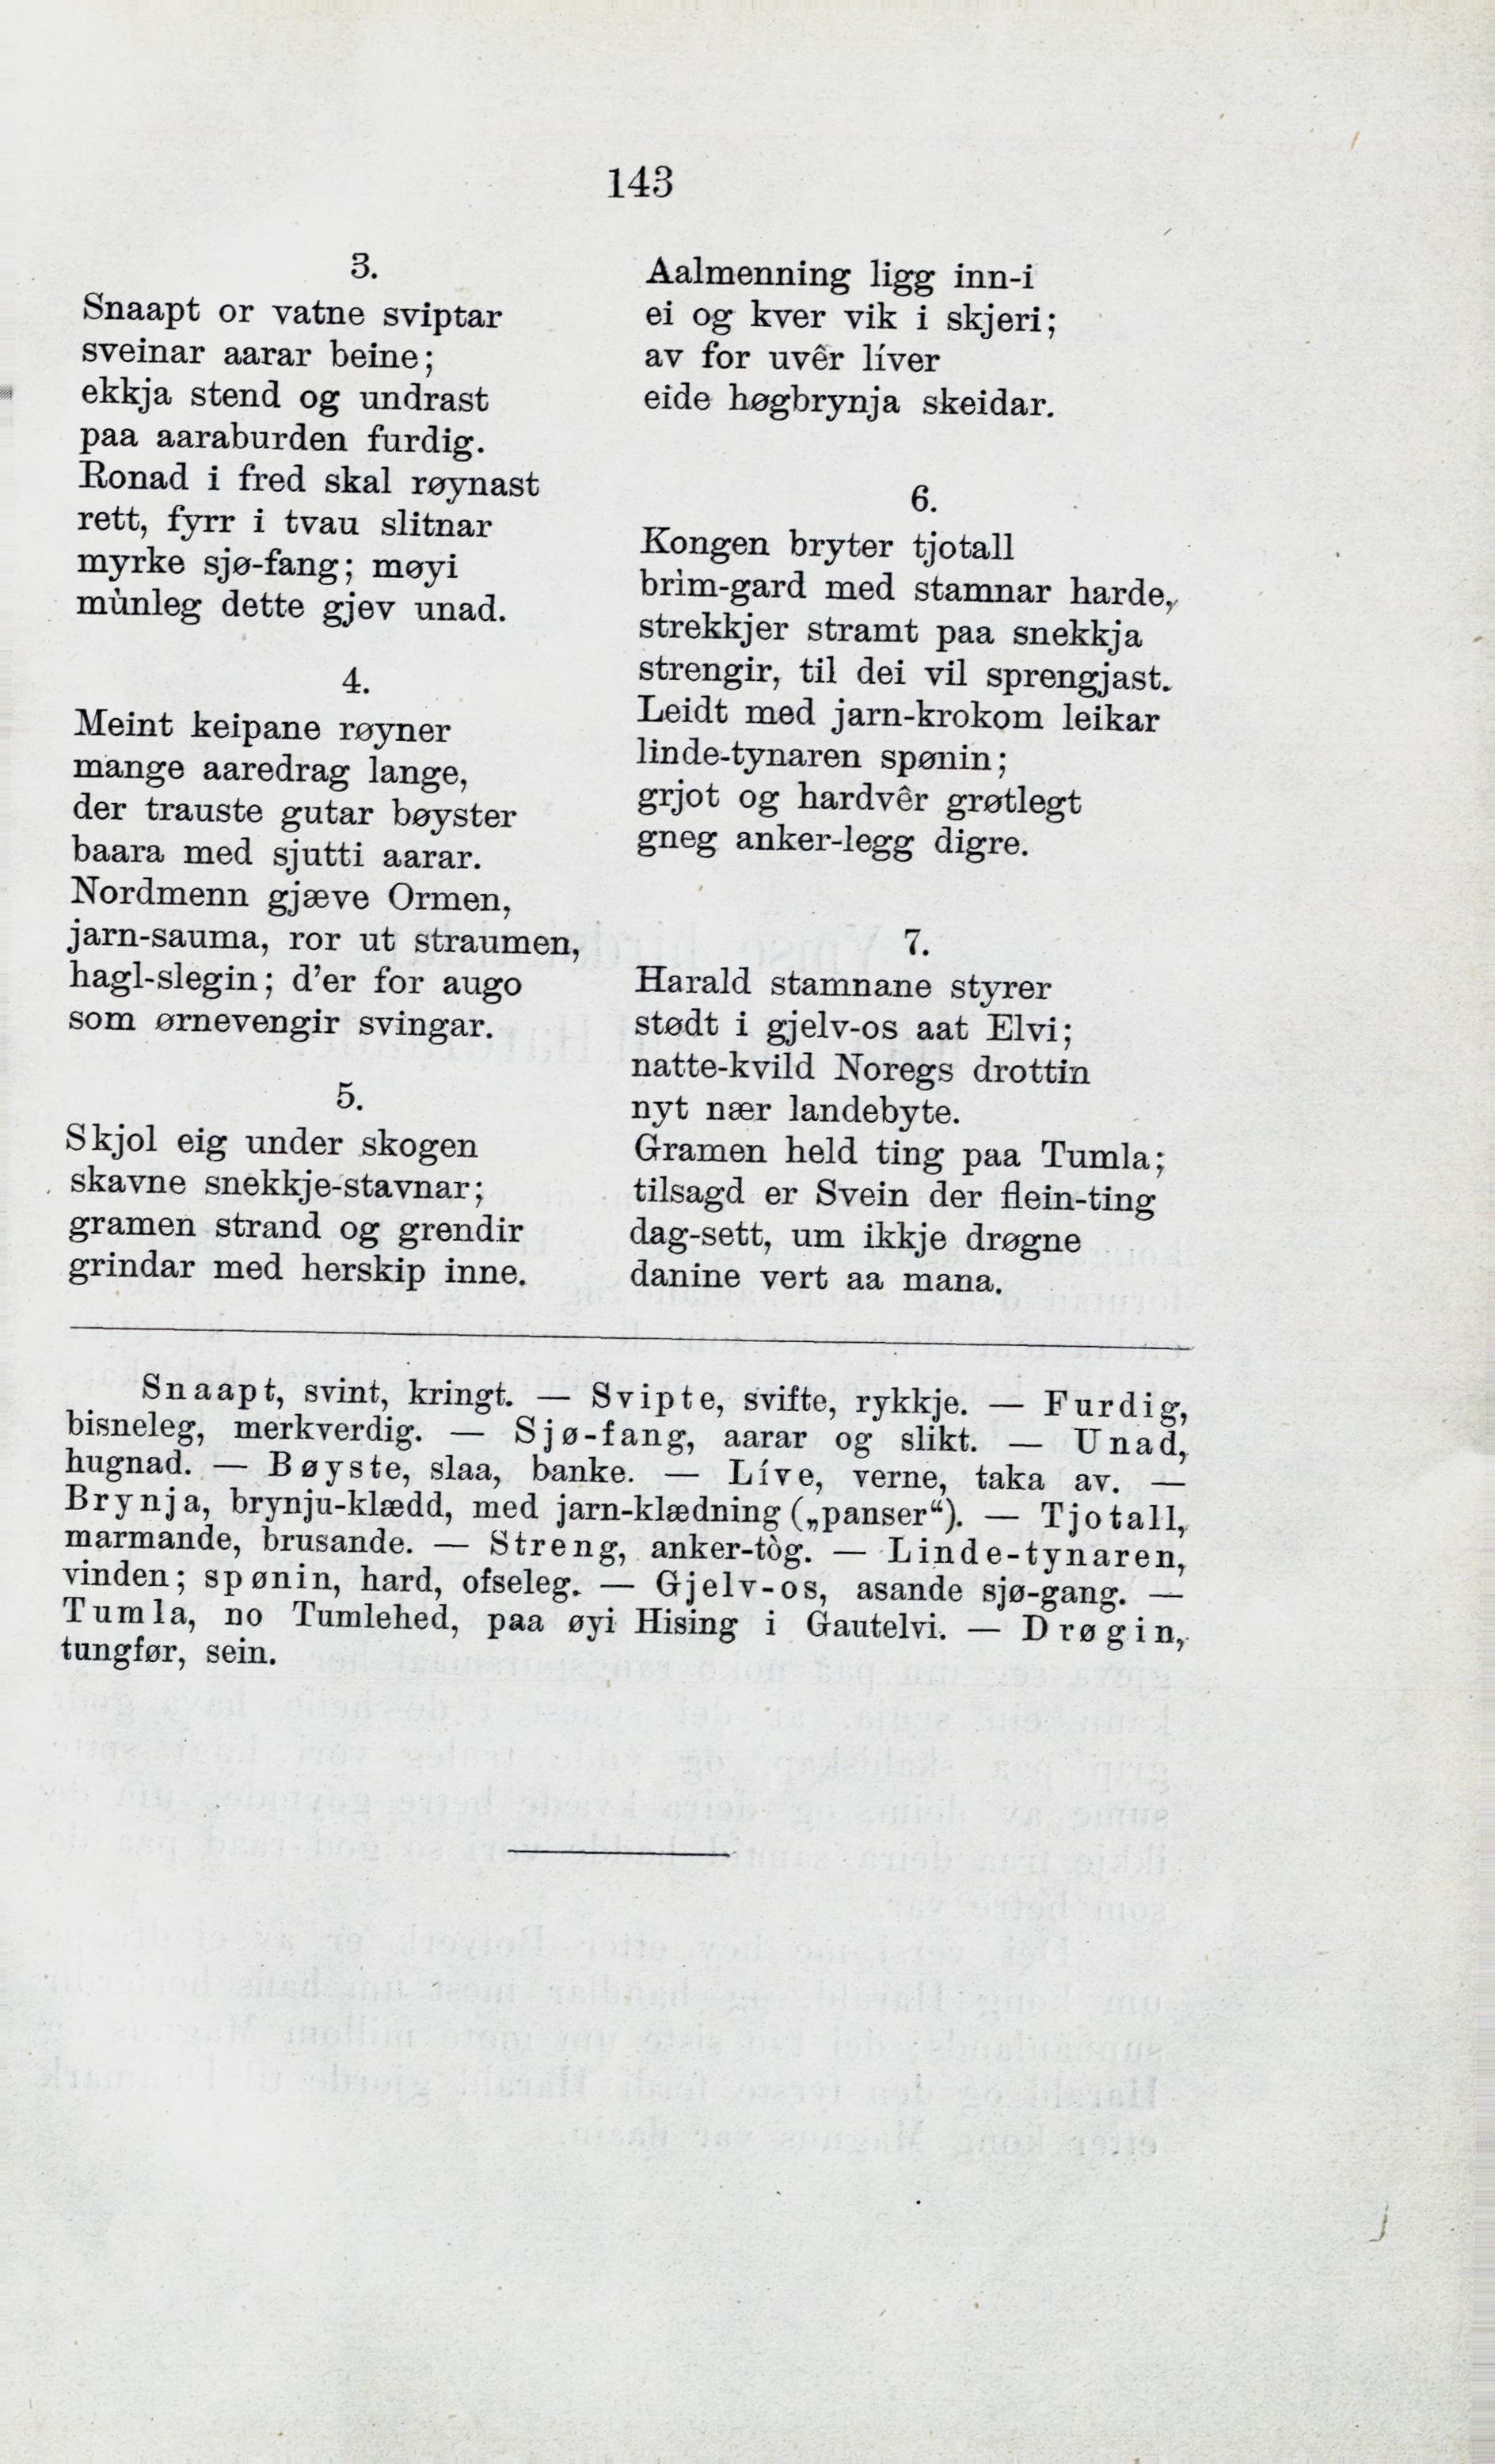 143
3.
Snaapt or vatne sviptar
sveinar aarar beine;
ekkja stend og undrast
paa aaraburden furdig.
Ronad i fred skal røynast
rett, fyrr i tvau slitnar
myrke sjø-fang; møyi
mùnleg dette gjev unad.
4.
Meint keipane røyner
mange aaredrag lange,
der trauste gutar bøyster
baara med sjutti aarar.
Nordmenn gjæve Ormen,
jarn-sauma, ror ut straumen,
hagl-slegin; d'er for augo
som ørnevengir svingar.
5.
Skjol eig under skogen
skavne snekkje-stavnar;
gramen strand og grendir
grindar med herskip inne.
Aalmenning ligg inn-i
ei og kver vik i skjeri;
av for uvêr líver
eide høgbrynja skeidar.
6.
Kongen bryter tjotall
brìm-gard med stamnar harde,
strekkjer stramt paa snekkja
strengir, til dei vil sprengjast.
Leidt med jarn-krokom leikar
linde-tynaren spønin;
grjot og hardvêr grøtlegt
gneg anker-legg digre.
7.
Harald stamnane styrer
stødt i gjelv-os aat Elvi;
natte-kvild Noregs drottin
nyt nær landebyte.
Gramen held ting paa Tumla;
tilsagd er Svein der flein-ting
dag-sett, um ikkje drøgne
danine vert aa mana.
Snaapt, svint, kringt. — Svipte, svifte, rykkje. — Furdig,
bisneleg, merkverdig. — Sjø-fang, aarar og slikt. — Unad,
hugnad. — Bøyste, slaa, banke. — Líve, verne, taka av. —
Brynja, brynju-klædd, med jarn-klædning („panser“). — Tjotall,
marmande, brusande. — Streng, anker-tòg. — Linde-tynaren,
vinden; spønin, hard, ofseleg. — Gjelv-os, asande sjø-gang. —
Tumla, no Tumlehed, paa øyi Hising i Gautelvi. — Drøgin,
tungfør, sein.